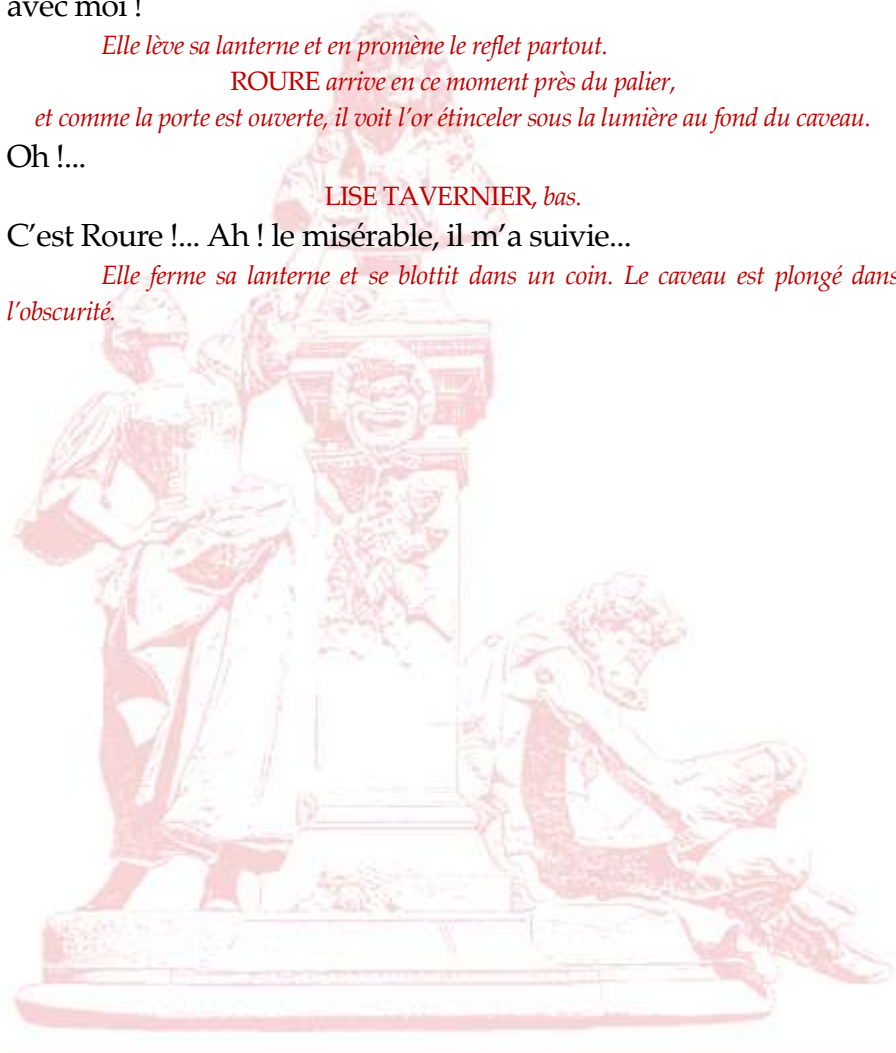 avec moi !
Elle lève sa lanterne et en promène le reflet partout.
ROURE arrive en ce moment près du palier,
et comme la porte est ouverte, il voit l’or étinceler sous la lumière au fond du caveau.
Oh !...
LISE TAVERNIER, bas.
C’est Roure !... Ah ! le misérable, il m’a suivie...
Elle ferme sa lanterne et se blottit dans un coin. Le caveau est plongé dans
l’obscurité.